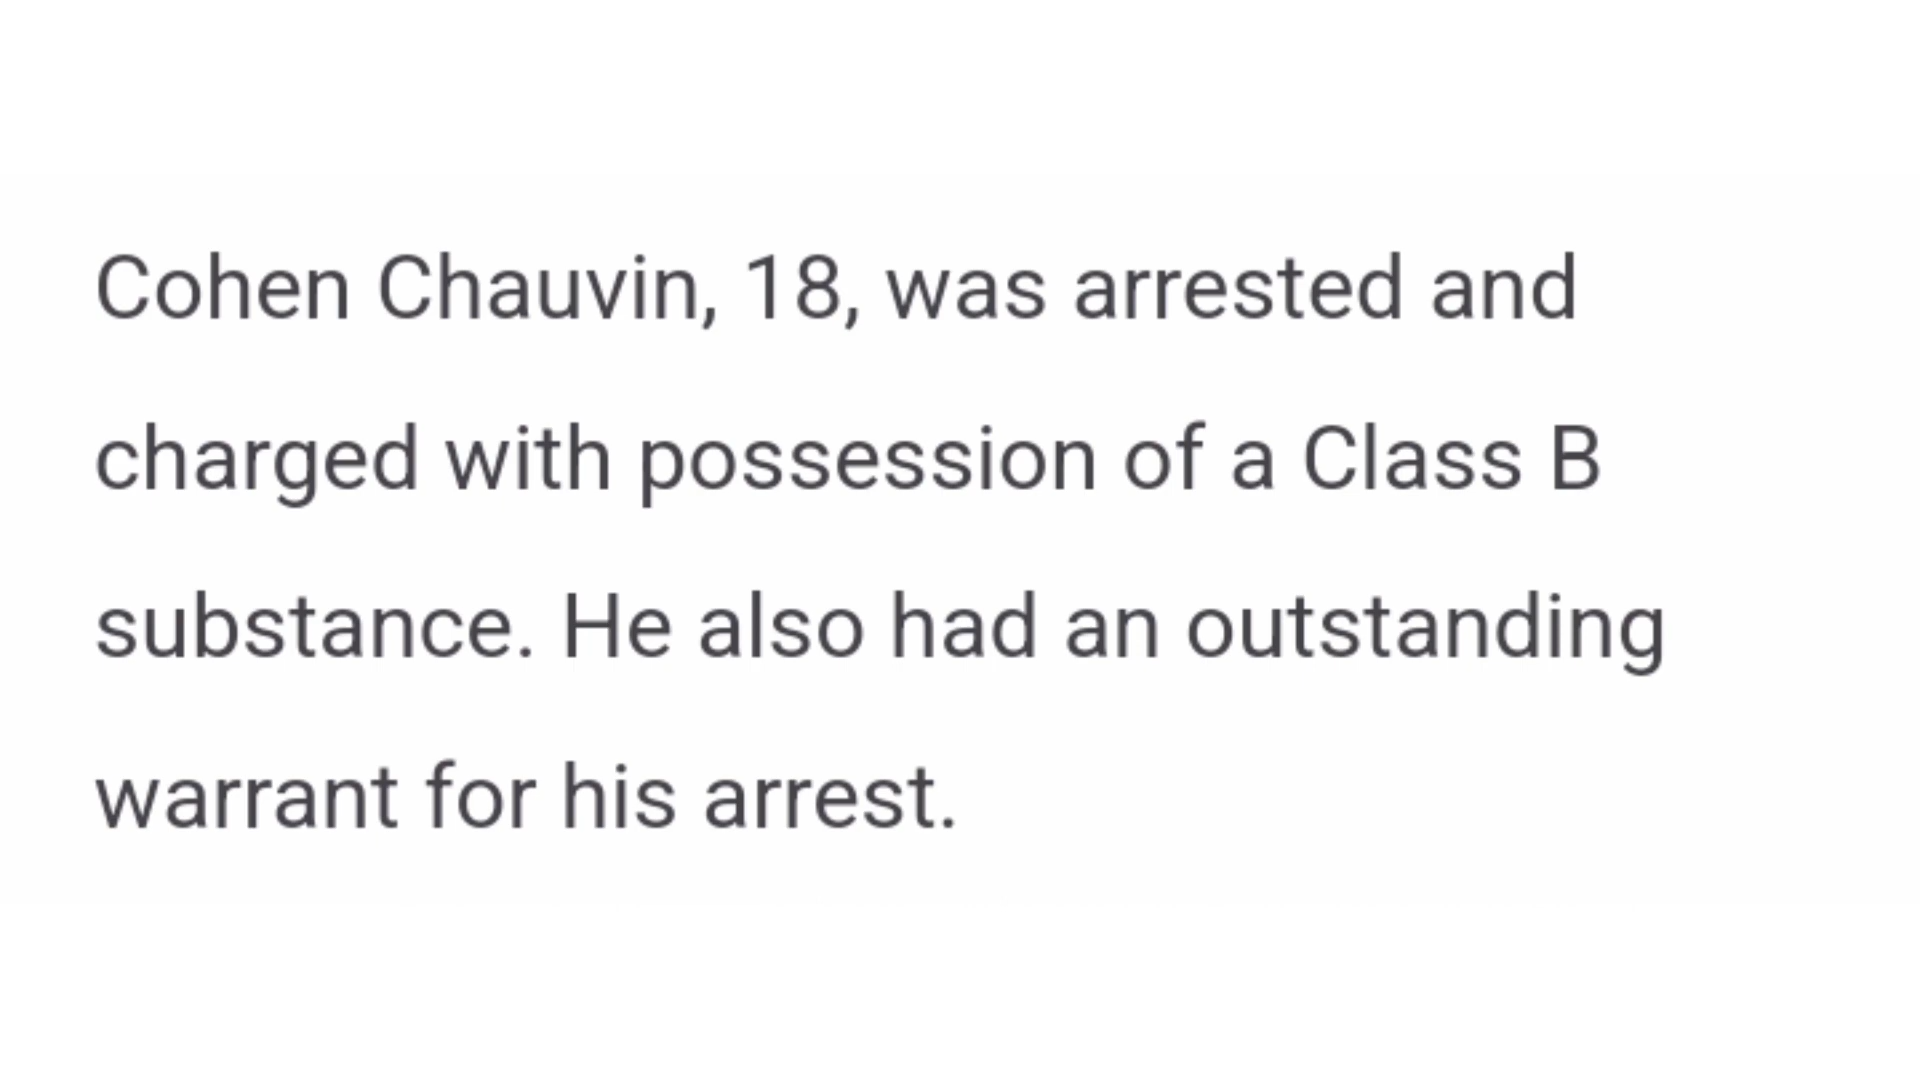 Cohen Chauvin, 18, was arrested and
charged with possession of a Class B
substance. He also had an outstanding
warrant for his arrest.